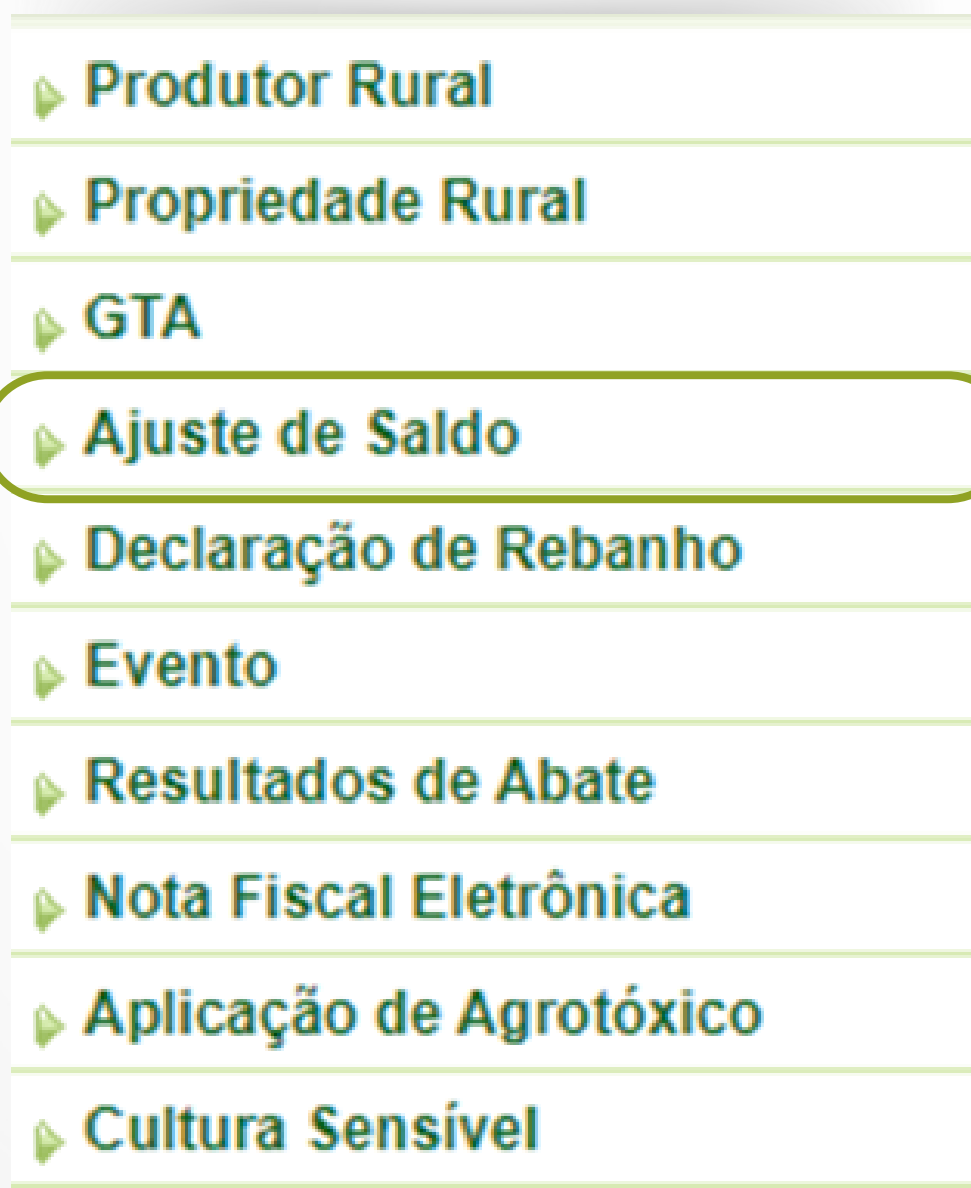 Produtor Rural
Propriedade Rural
GTA
Ajuste de Saldo
Declaração de Rebanho
Evento
Resultados de Abate
Nota Fiscal Eletrônica
Aplicação de Agrotóxico
Cultura Sensível